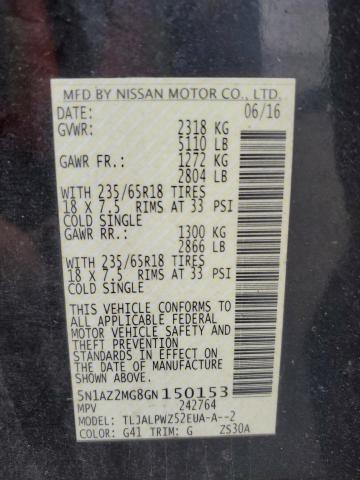 MFD BY NISSAN MOTOR CO., LTD.
DATE: 06/16
GVWR: 2318 KG
5110 LB
GAWR FR.: 1272 KG
2804 LB
WITH 235/65R18 TIRES
18 X 7.5 RIMS AT 33 PSI
COLD SINGLE
GAWR RR.: 1300 KG
2866 LB
WITH 235/65R18 TIRES
18 X 7.5 RIMS AT 33 PSI
COLD SINGLE
THIS VEHICLE CONFORMS TO
ALL APPLICABLE FEDERAL
MOTOR VEHICLE SAFETY AND
THEFT PREVENTION
STANDARDS IN EFFECT ON
THE DATE OF MANUFACTURE
SHOWN ABOVE.
5N1AZ2MG8GN150153
MPV 242764
MODEL: TLJALPWZ52EUA-A--2
COLOR: G41 TRIM: G ZS30A